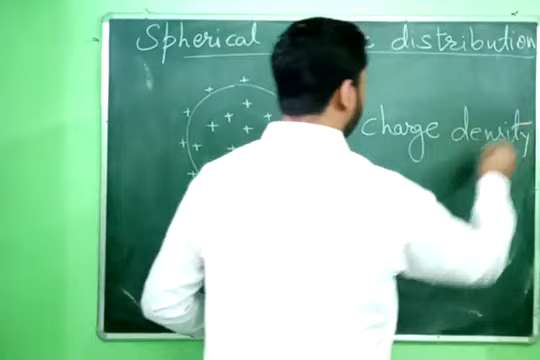 Spherical distribution
+ + + + + + + + + + + +
charge density